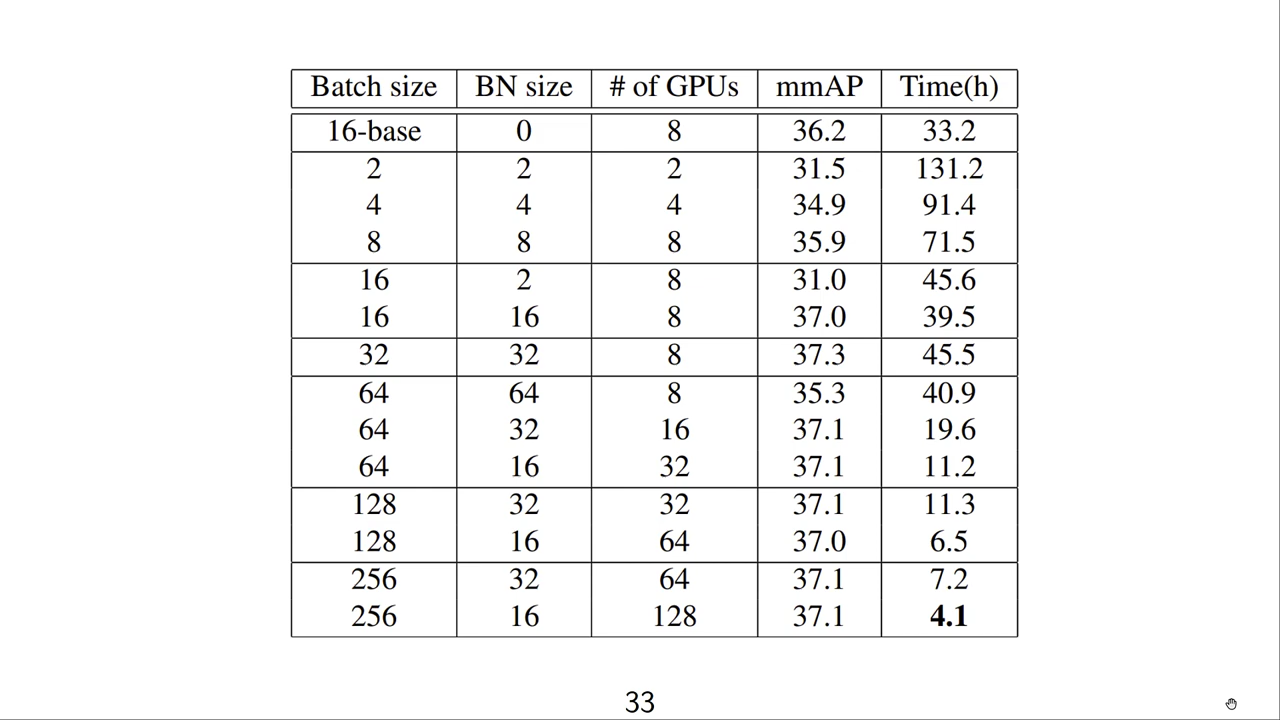 Batch size BN size # of GPUs mmAP Time(h)
16-base 0 8 36.2 33.2
2 2 2 31.5 131.2
4 4 4 34.9 91.4
8 8 8 35.9 71.5
16 2 8 31.0 45.6
16 16 8 37.0 39.5
32 32 8 37.3 45.5
64 64 8 35.3 40.9
64 32 16 37.1 19.6
64 16 32 37.1 11.2
128 32 32 37.1 11.3
128 16 64 37.0 6.5
256 32 64 37.1 7.2
256 16 128 37.1 4.1
33